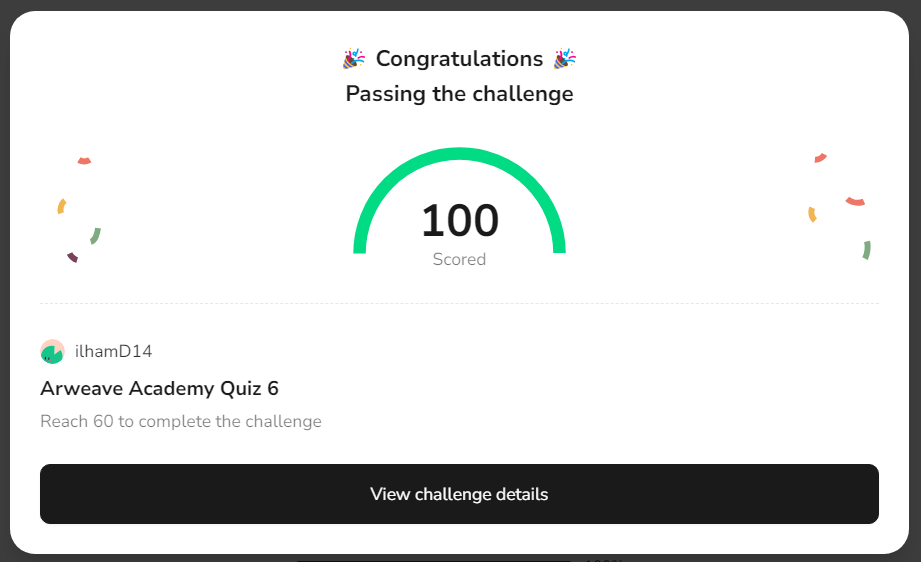 Congratulations
Passing the challenge
100
Scored
ilhamD14
Arweave Academy Quiz 6
Reach 60 to complete the challenge
View challenge details